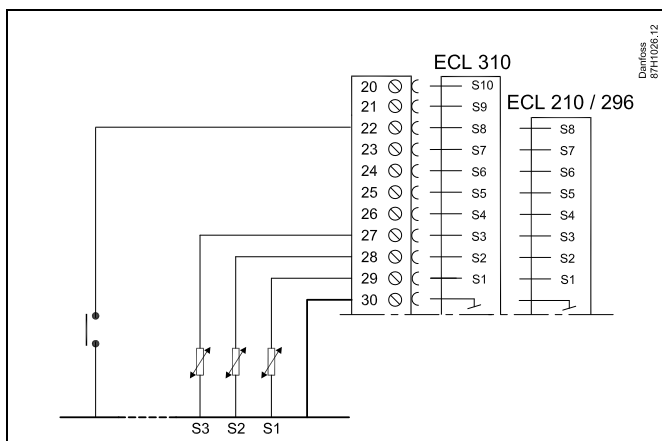 Danfoss
87H1026.12
ECL 310
ECL 210 / 296
20 S10
21 S9
22 S8 S8
23 S7 S7
24 S6 S6
25 S5 S5
26 S4 S4
27 S3 S3
28 S2 S2
29 S1 S1
30
S3 S2 S1